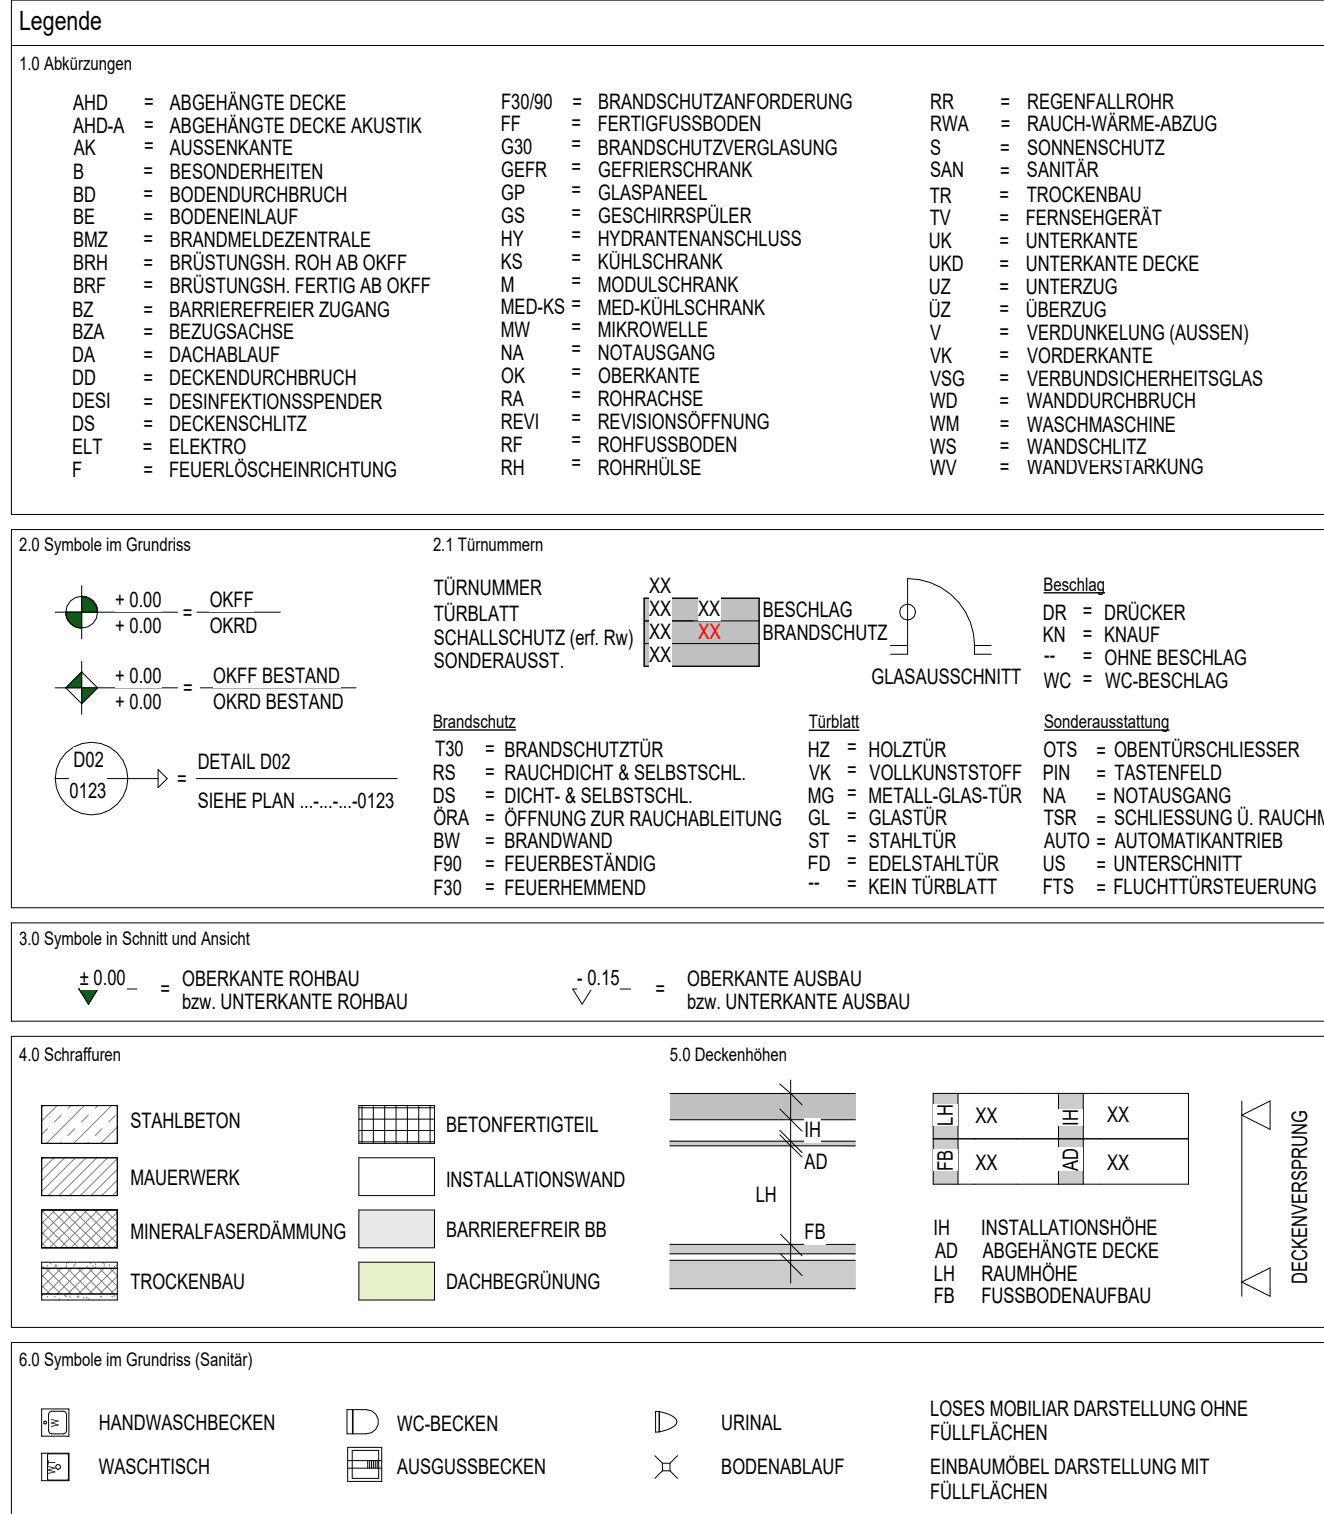 Legende
1.0 Abkürzungen
AHD = ABGEHÄNGTE DECKE
AHD-A = ABGEHÄNGTE DECKE AKUSTIK
AK = AUSSENKANTE
B = BESONDERHEITEN
BD = BODENDURCHBRUCH
BE = BODENEINLAUF
BMZ = BRANDMELDEZENTRALE
BRH = BRÜSTUNGSH. ROH AB OKFF
BRF = BRÜSTUNGSH. FERTIG AB OKFF
BZ = BARRIEREFREIER ZUGANG
BZA = BEZUGSACHSE
DA = DACHABLAUF
DD = DECKENDURCHBRUCH
DESI = DESINFEKTIONSSPENDER
DS = DECKENSCHLITZ
ELT = ELEKTRO
F = FEUERLÖSCHEINRICHTUNG
F30/90 = BRANDSCHUTZANFORDERUNG
FF = FERTIGFUSSBODEN
G30 = BRANDSCHUTZVERGLASUNG
GEFR = GEFRIERSCHRANK
GP = GLASPANEEL
GS = GESCHIRRSPÜLER
HY = HYDRANTENANSCHLUSS
KS = KÜHLSCHRANK
M = MODULSCHRANK
MED-KS = MED-KÜHLSCHRANK
MW = MIKROWELLE
NA = NOTAUSGANG
OK = OBERKANTE
RA = ROHRACHSE
REVI = REVISIONSÖFFNUNG
RF = ROHFUSSBODEN
RH = ROHRHÜLSE
RR = REGENFALLROHR
RWA = RAUCH-WÄRME-ABZUG
S = SONNENSCHUTZ
SAN = SANITÄR
TR = TROCKENBAU
TV = FERNSEHGERÄT
UK = UNTERKANTE
UKD = UNTERKANTE DECKE
UZ = UNTERZUG
ÜZ = ÜBERZUG
V = VERDUNKELUNG (AUSSEN)
VK = VORDERKANTE
VSG = VERBUNDSICHERHEITSGLAS
WD = WANDDURCHBRUCH
WM = WASCHMASCHINE
WS = WANDSCHLITZ
WV = WANDVERSTÄRKUNG
2.0 Symbole im Grundriss
+ 0.00 = OKFF
+ 0.00 OKRD
+ 0.00 = OKFF BESTAND
+ 0.00 OKRD BESTAND
D02 = DETAIL D02
0123 SIEHE PLAN ...-...-...-0123
2.1 Türnummern
TÜRNUMMER XX
TÜRBLATT XX XX BESCHLAG
SCHALLSCHUTZ (erf. Rw) XX XX BRANDSCHUTZ
SONDERAUSST. XX
GLASAUSSCHNITT
Beschlag
DR = DRÜCKER
KN = KNAUF
-- = OHNE BESCHLAG
WC = WC-BESCHLAG
Brandschutz
T30 = BRANDSCHUTZTÜR
RS = RAUCHDICHT & SELBSTSCHL.
DS = DICHT- & SELBSTSCHL.
ÖRA = ÖFFNUNG ZUR RAUCHABLEITUNG
BW = BRANDWAND
F90 = FEUERBESTÄNDIG
F30 = FEUERHEMMEND
Türblatt
HZ = HOLZTÜR
VK = VOLLKUNSTSTOFF
MG = METALL-GLAS-TÜR
GL = GLASTÜR
ST = STAHLTÜR
FD = EDELSTAHLTÜR
-- = KEIN TÜRBLATT
Sonderausstattung
OTS = OBENTÜRSCHLIESSER
PIN = TASTENFELD
NA = NOTAUSGANG
TSR = SCHLIESSUNG Ü. RAUCHM
AUTO = AUTOMATIKANTRIEB
US = UNTERSCHNITT
FTS = FLUCHTTÜRSTEUERUNG
3.0 Symbole in Schnitt und Ansicht
± 0.00 = OBERKANTE ROHBAU
bzw. UNTERKANTE ROHBAU
- 0.15 = OBERKANTE AUSBAU
bzw. UNTERKANTE AUSBAU
4.0 Schraffuren
STAHLBETON
MAUERWERK
MINERALFASERDÄMMUNG
TROCKENBAU
BETONFERTIGTEIL
INSTALLATIONSWAND
BARRIEREFREIR BB
DACHBEGRÜNUNG
5.0 Deckenhöhen
IH
AD
LH
FB
LH XX IH XX
FB XX AD XX
IH INSTALLATIONSHÖHE
AD ABGEHÄNGTE DECKE
LH RAUMHÖHE
FB FUSSBODENAUFBAU
DECKENVERSPRUNG
6.0 Symbole im Grundriss (Sanitär)
W HANDWASCHBECKEN
W WASCHTISCH
WC-BECKEN
AUSGUSSBECKEN
URINAL
BODENABLAUF
LOSES MOBILIAR DARSTELLUNG OHNE
FÜLLFLÄCHEN
EINBAUMÖBEL DARSTELLUNG MIT
FÜLLFLÄCHEN